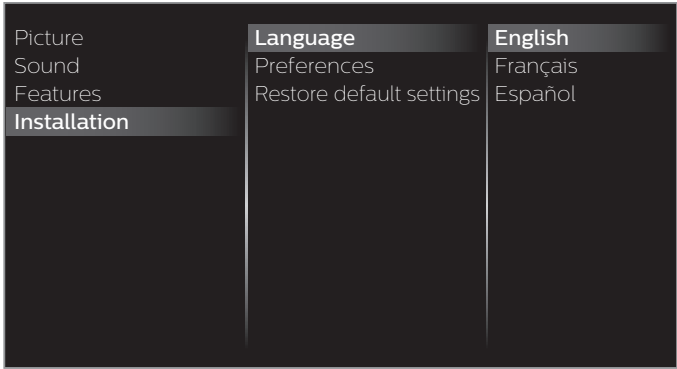 Picture
Sound
Features
Installation
Language
Preferences
Restore default settings
English
Français
Español